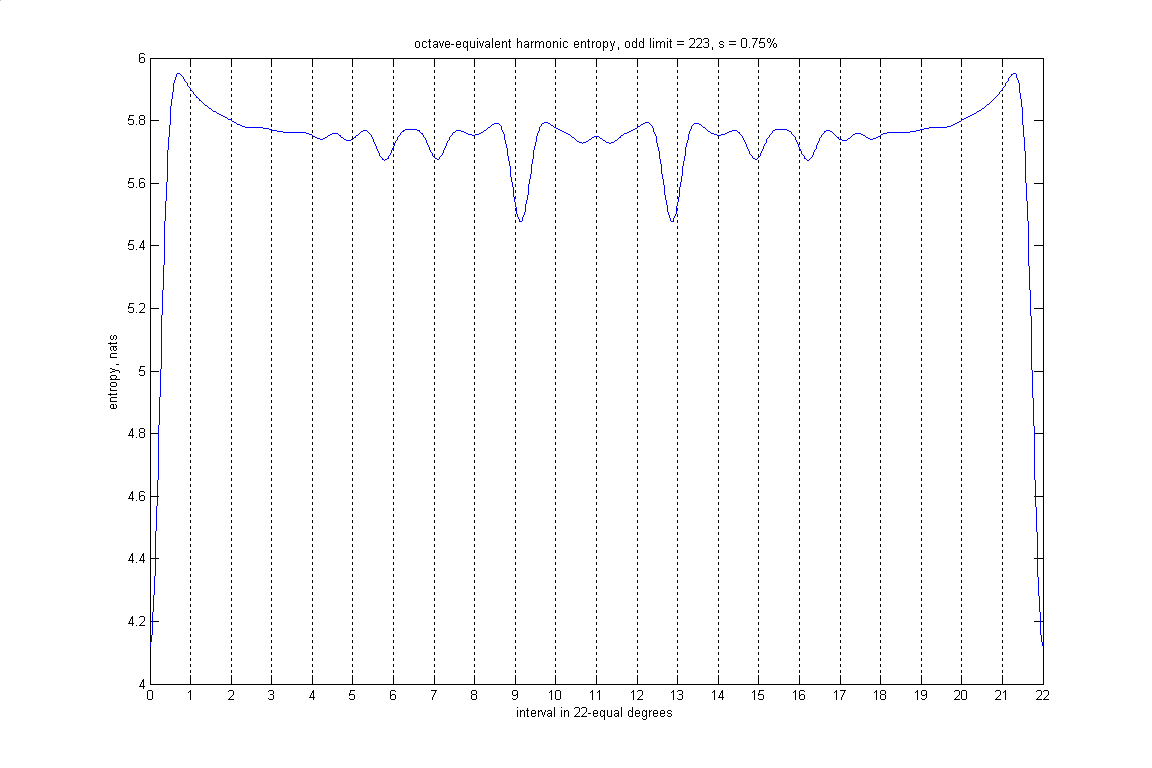 octave-equivalent harmonic entropy, odd limit = 223, s = 0.75%
6
5.8
5.6
5.4
5.2
5
4.8
4.6
4.4
4.2
4
entropy, nats
0 1 2 3 4 5 6 7 8 9 10 11 12 13 14 15 16 17 18 19 20 21 22
interval in 22-equal degrees